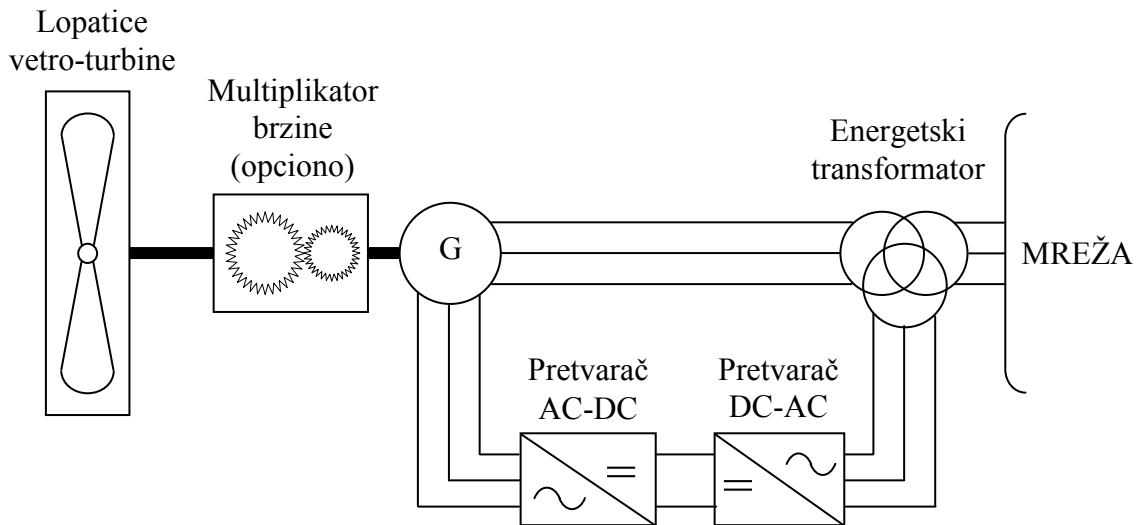 Lopatice
vetro-turbine
Multiplikator
brzine
(opciono)
Energetski
transformator
G
MREŽA
Pretvarač
AC-DC
Pretvarač
DC-AC